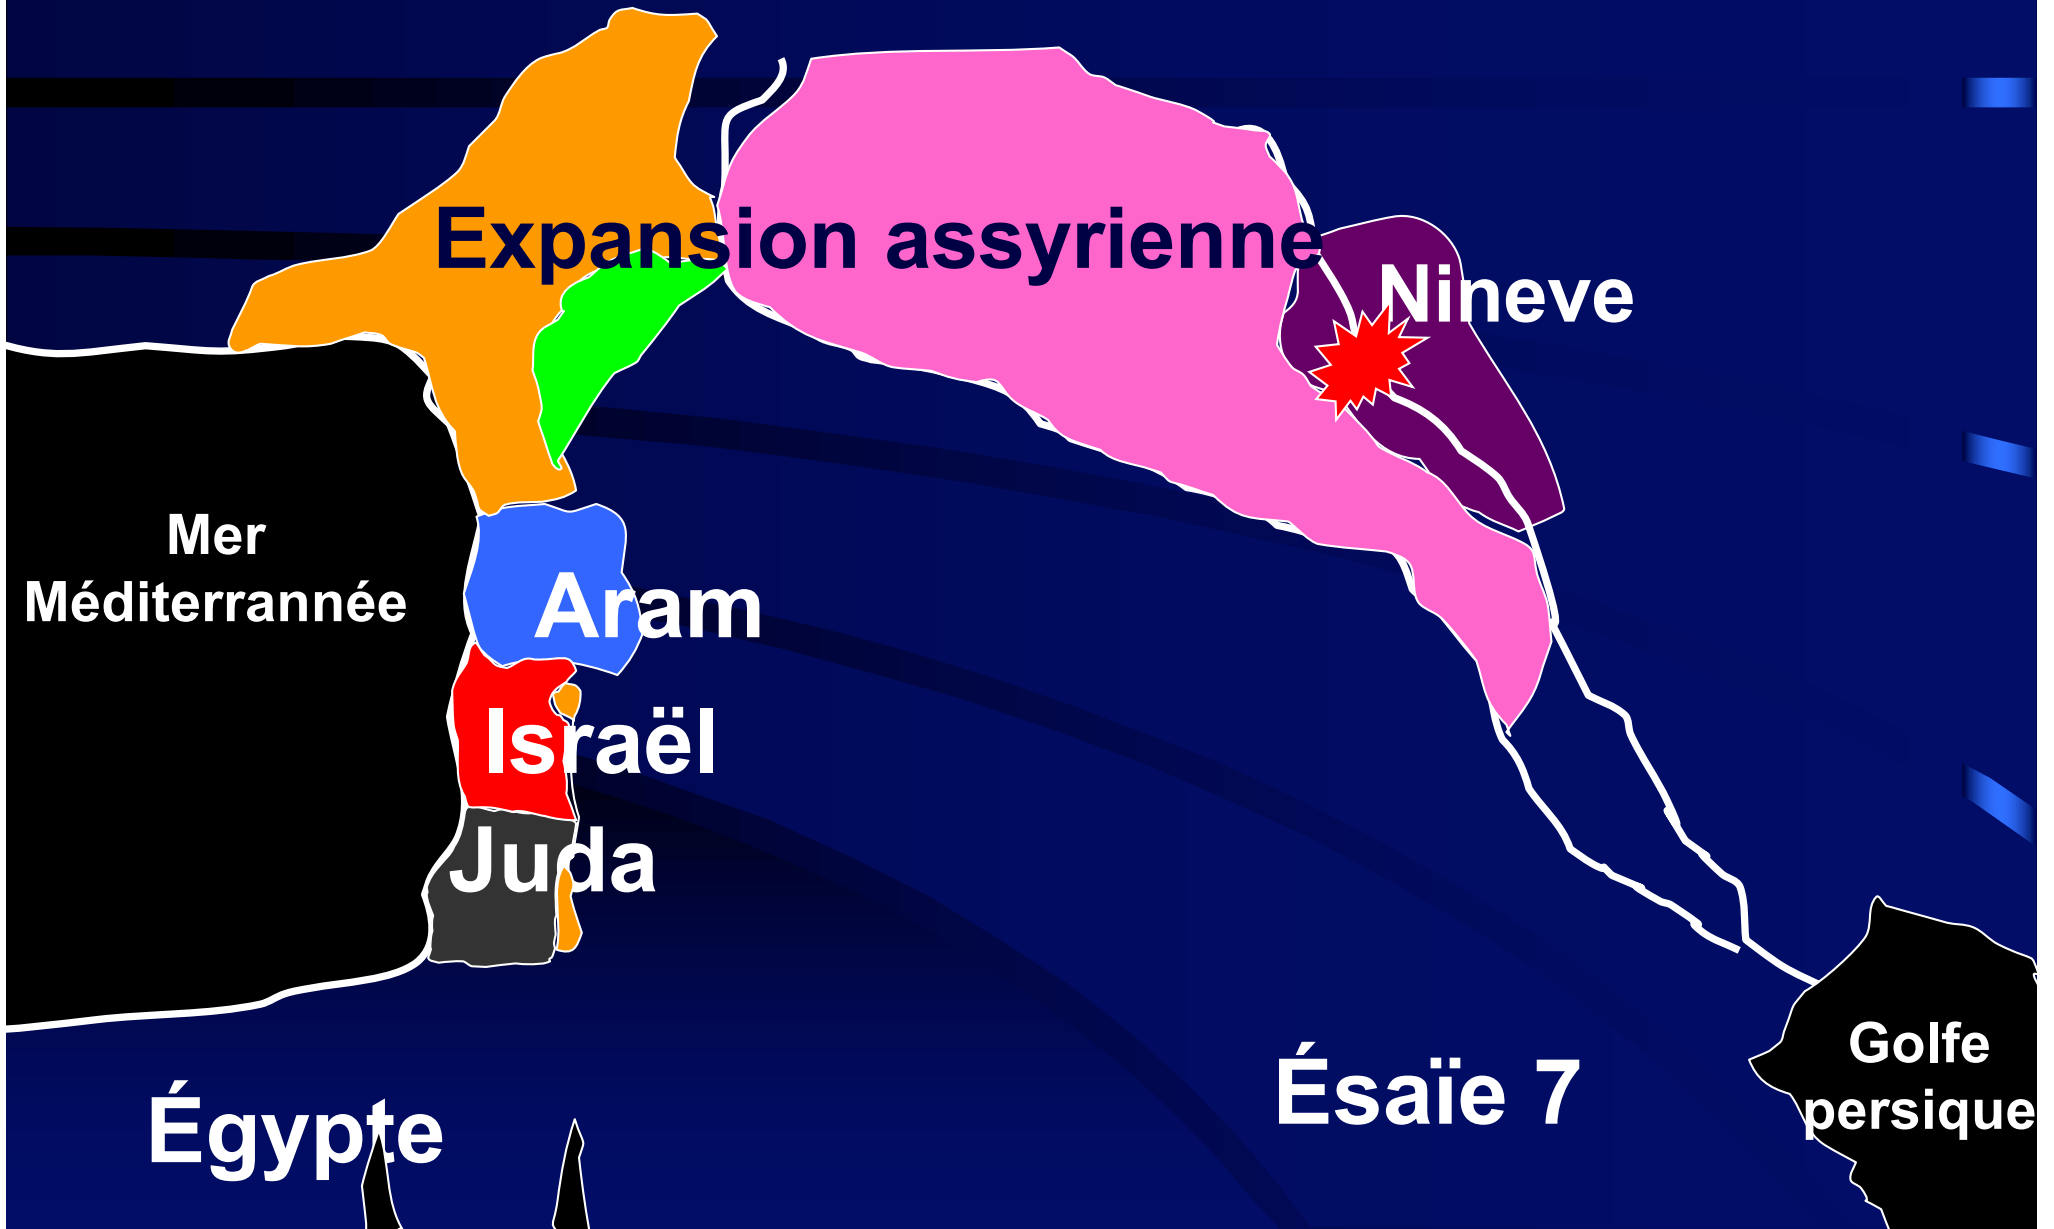 Expansion assyrienne
Nineve
Mer
Méditerrannée
Aram
Israël
Juda
Golfe
persique
Ésaïe 7
Égypte